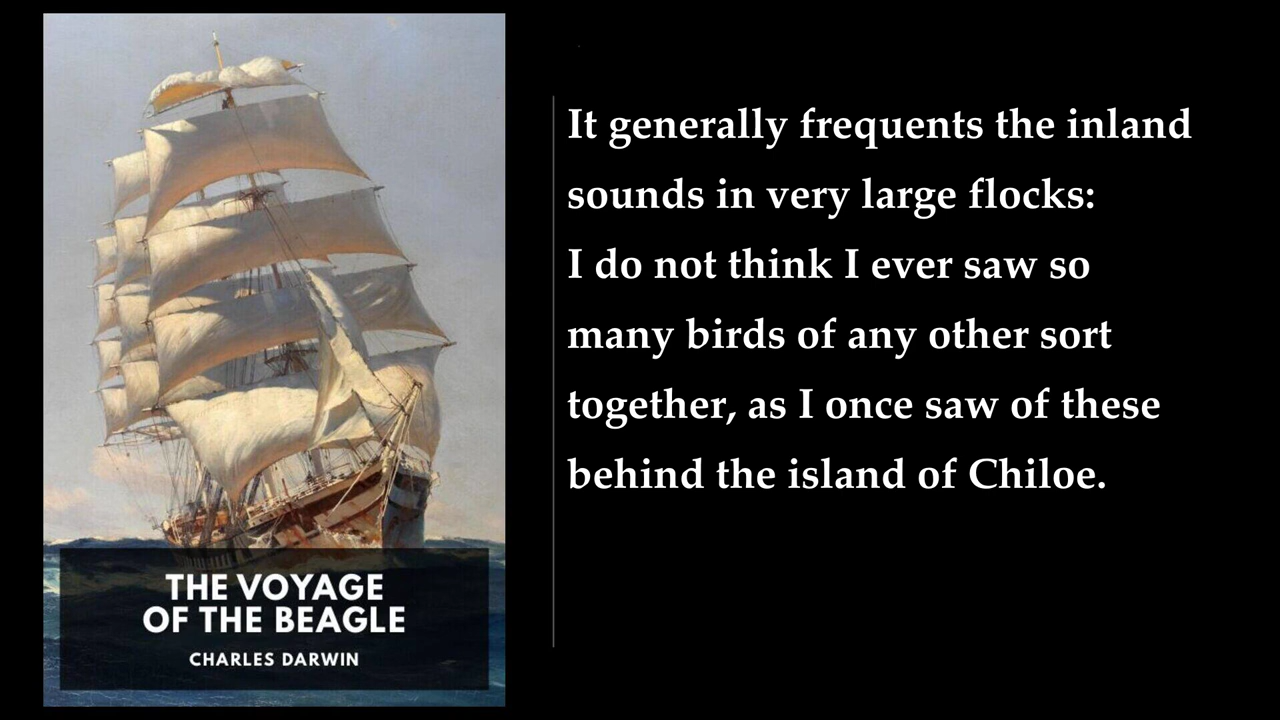 THE VOYAGE
OF THE BEAGLE
CHARLES DARWIN
It generally frequents the inland
sounds in very large flocks:
I do not think I ever saw so
many birds of any other sort
together, as I once saw of these
behind the island of Chiloe.